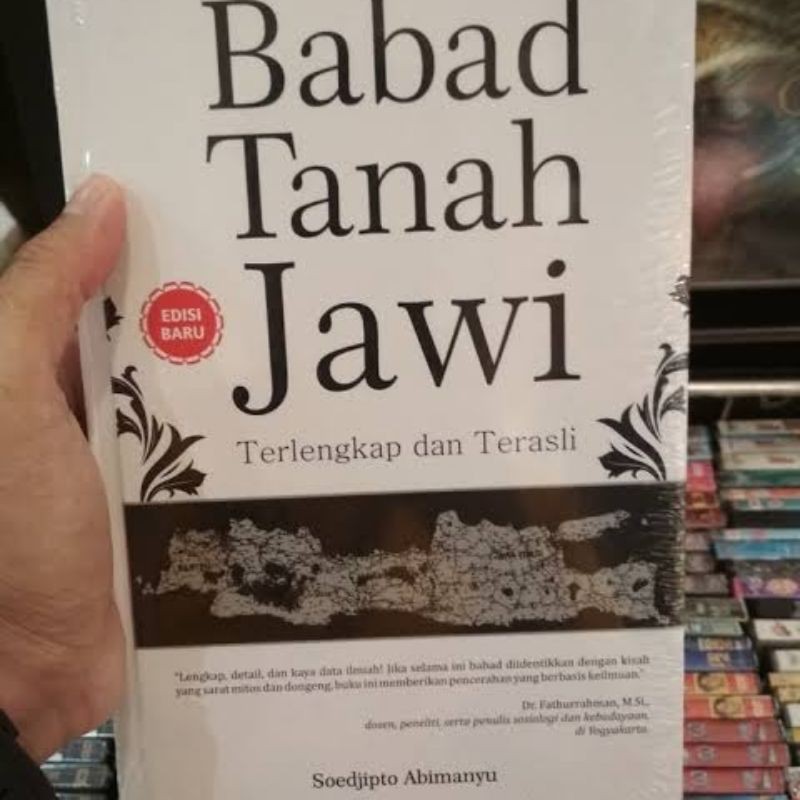 Babad
Tanah
Jawi
EDISI
BARU
Terlengkap dan Terasli
"Lengkap, detail, dan kaya data ilmiah! Jika selama ini babad diidentikkan dengan kisah
yang sarat mitos dan dongeng, buku ini memberikan pencerahan yang berbasis keilmuan."
Dr. Fathurrahman, M.Si.,
dosen, peneliti, serta penulis sosiologi dan kebudayaan,
di Yogyakarta.
Soedjipto Abimanyu